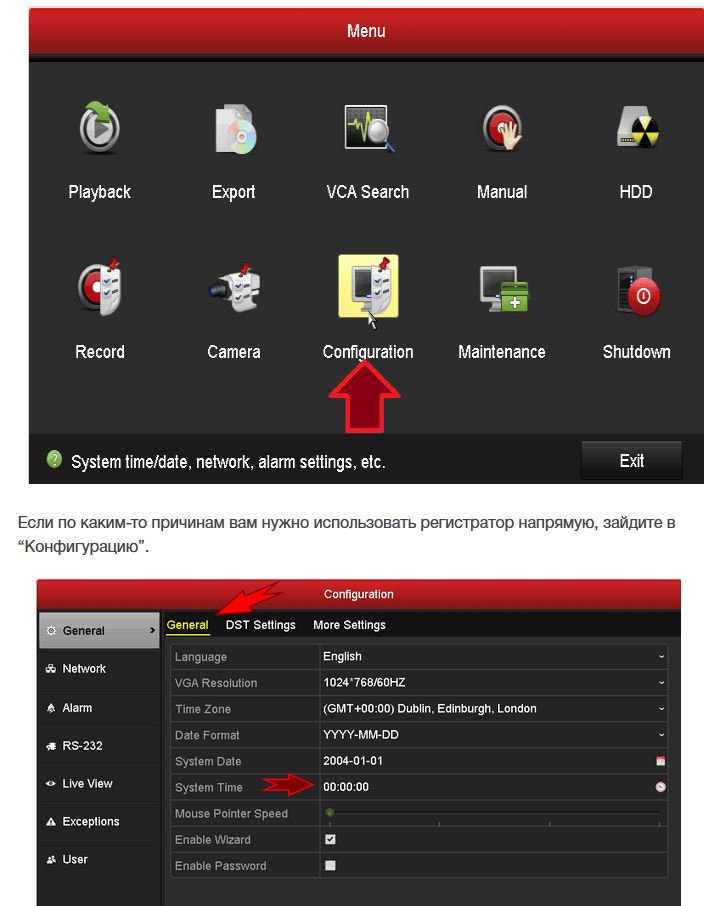 Menu
Playback
Export
VCA Search
Manual
HDD
Record
Camera
Configuration
Maintenance
Shutdown
System time/date, network, alarm settings, etc.
Exit
Если по каким-то причинам вам нужно использовать регистратор напрямую, зайдите в
“Конфигурацию”.
Configuration
General
Network
Alarm
RS-232
Live View
Exceptions
User
General DST Settings More Settings
Language English
VGA Resolution 1024*768/60HZ
Time Zone (GMT+00:00) Dublin, Edinburgh, London
Date Format YYYY-MM-DD
System Date 2004-01-01
System Time 00:00:00
Mouse Pointer Speed
Enable Wizard
Enable Password